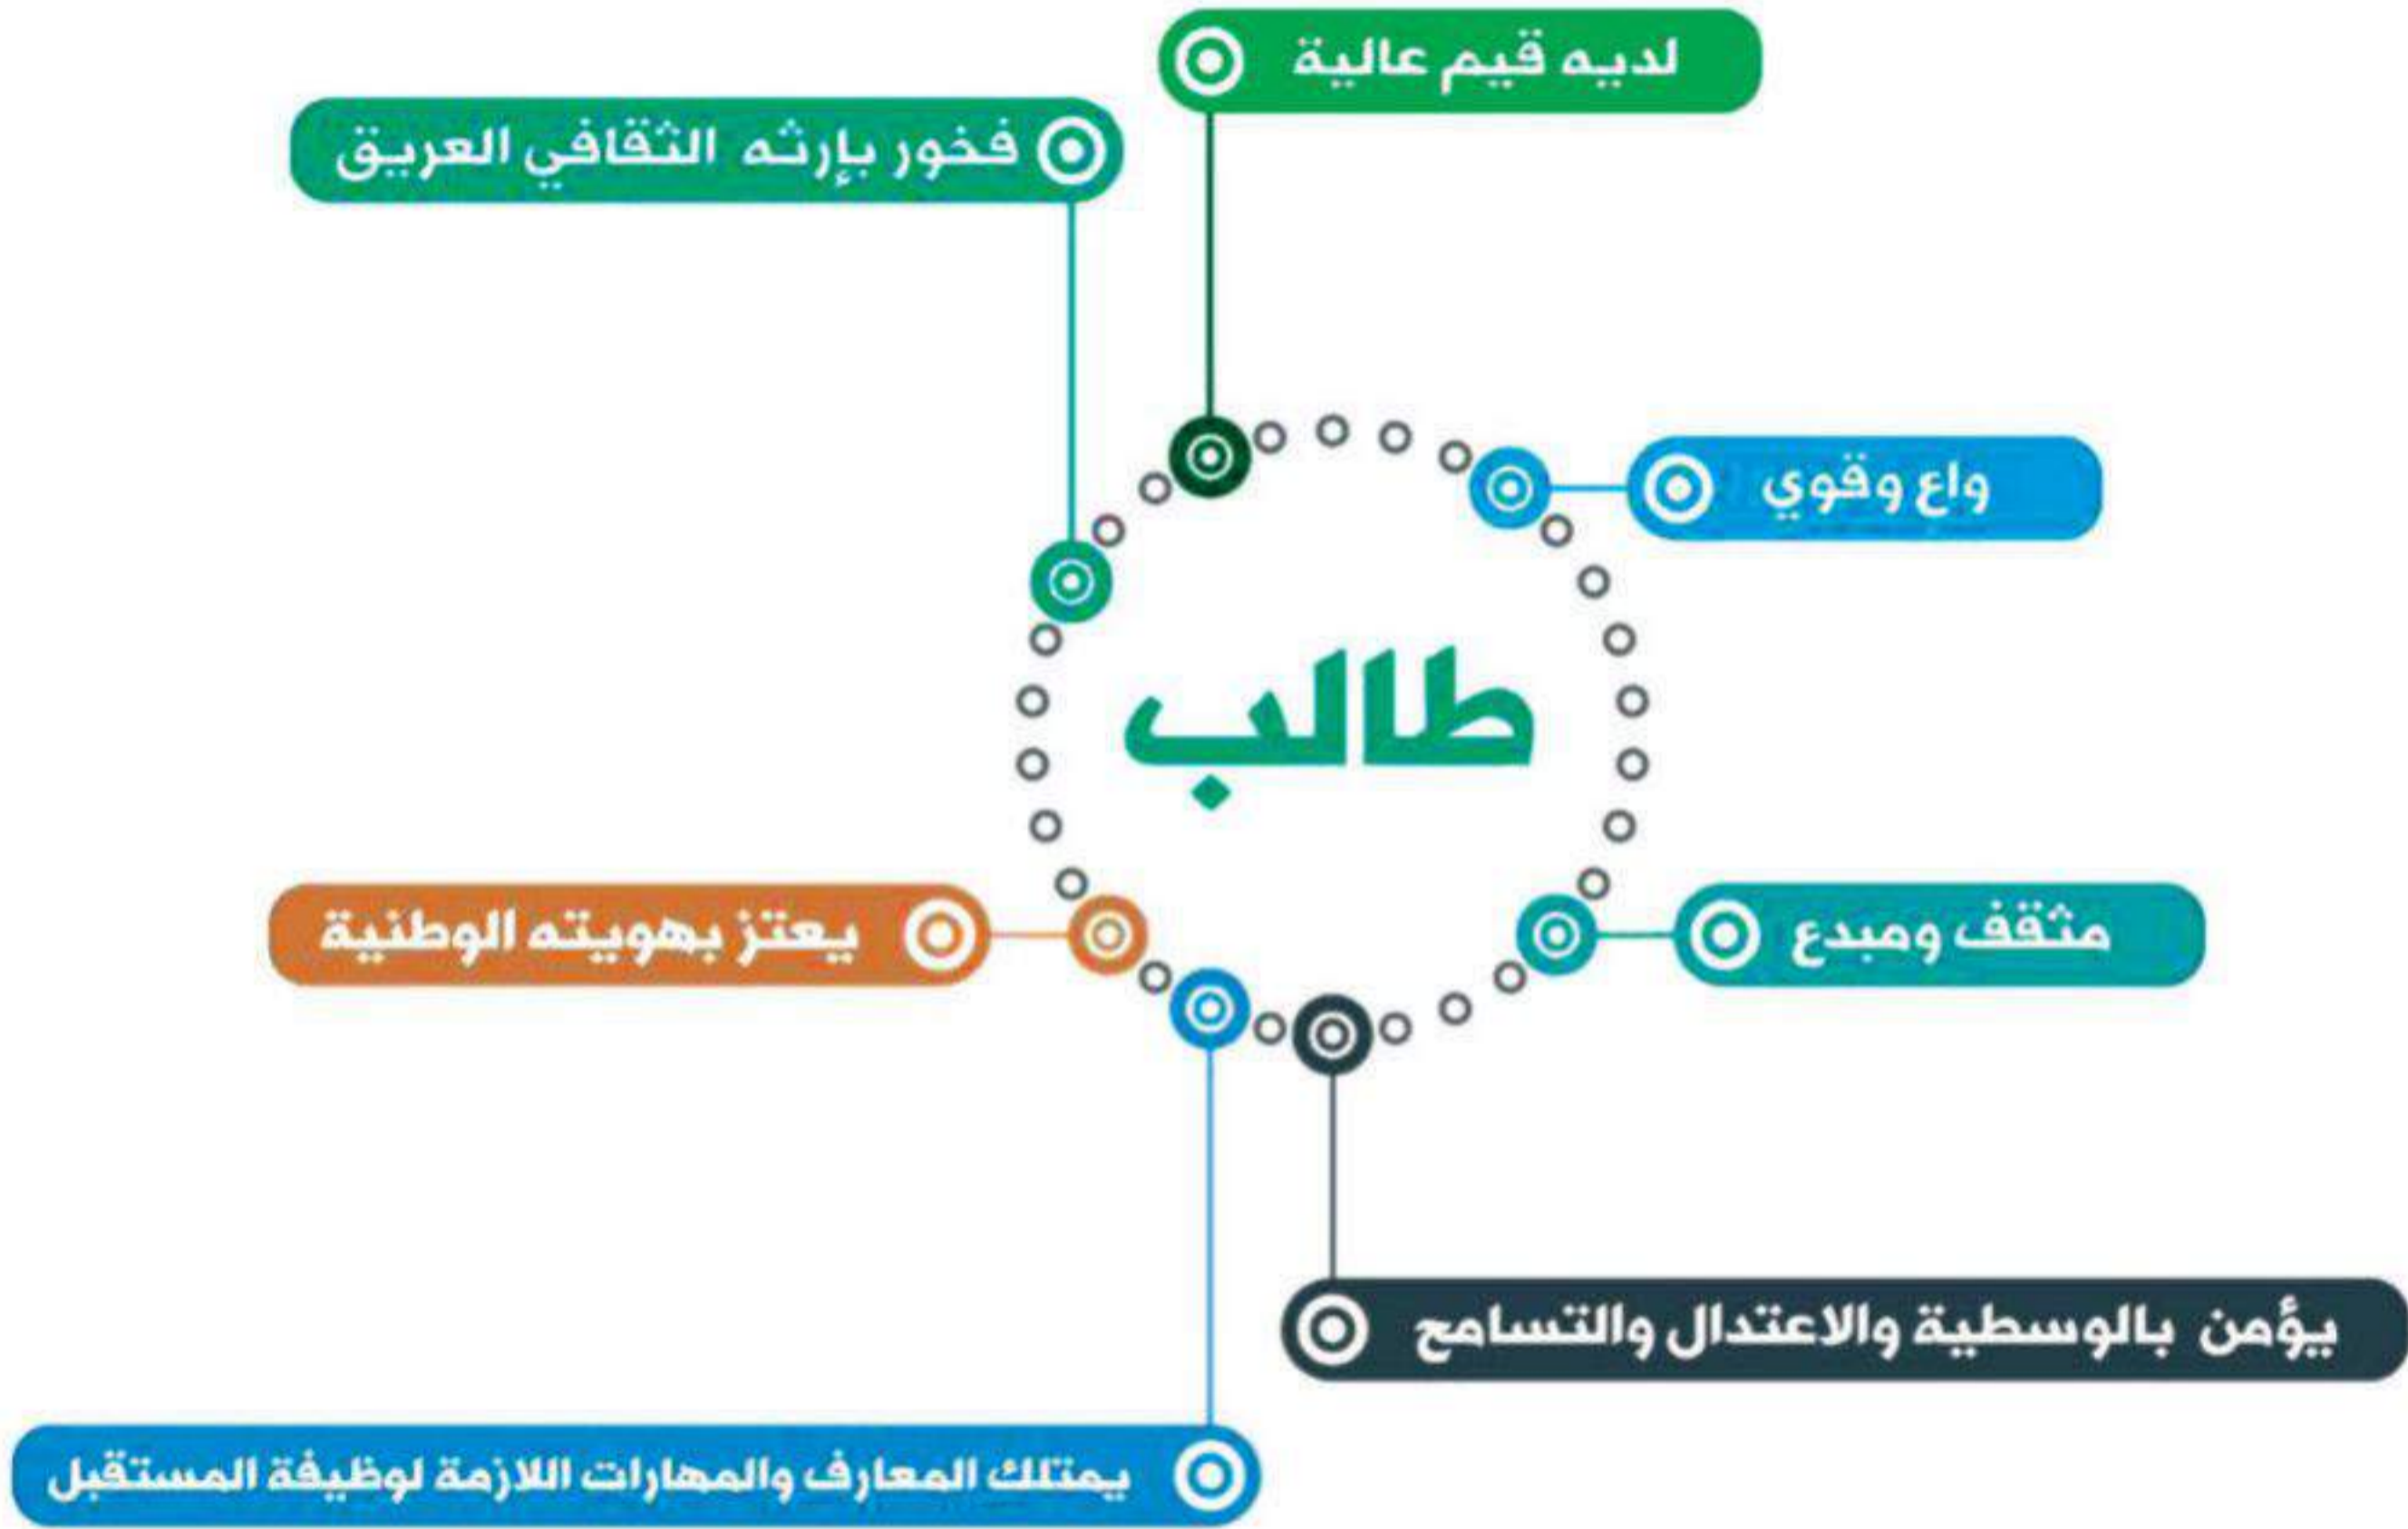 لديه قيم عالية
فخور بإرثه الثقافي العريق
واع وقوي
طالب
يعتز بهويته الوطنية
مثقف ومبدع
يؤمن بالوسطية والاعتدال والتسامح
يمتلك المعارف والمهارات اللازمة لوظيفة المستقبل